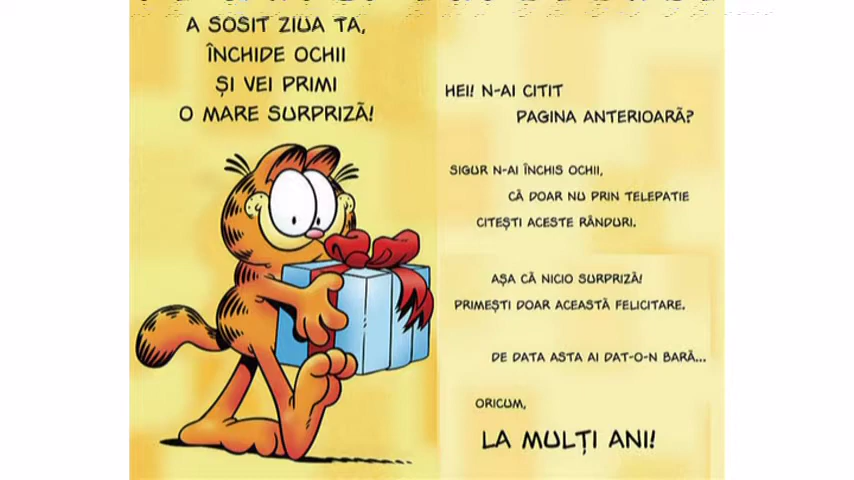 A SOSIT ZIUA TA,
ÎNCHIDE OCHII
ȘI VEI PRIMI
O MARE SURPRIZĂ!
HEI! N-AI CITIT
PAGINA ANTERIOARĂ?
SIGUR N-AI ÎNCHIS OCHII,
CĂ DOAR NU PRIN TELEPATIE
CITEȘTI ACESTE RÂNDURI.
AȘA CĂ NICIO SURPRIZĂ!
PRIMEȘTI DOAR ACEASTĂ FELICITARE.
DE DATA ASTA AI DAT-O-N BARĂ...
ORICUM,
LA MULȚI ANI!